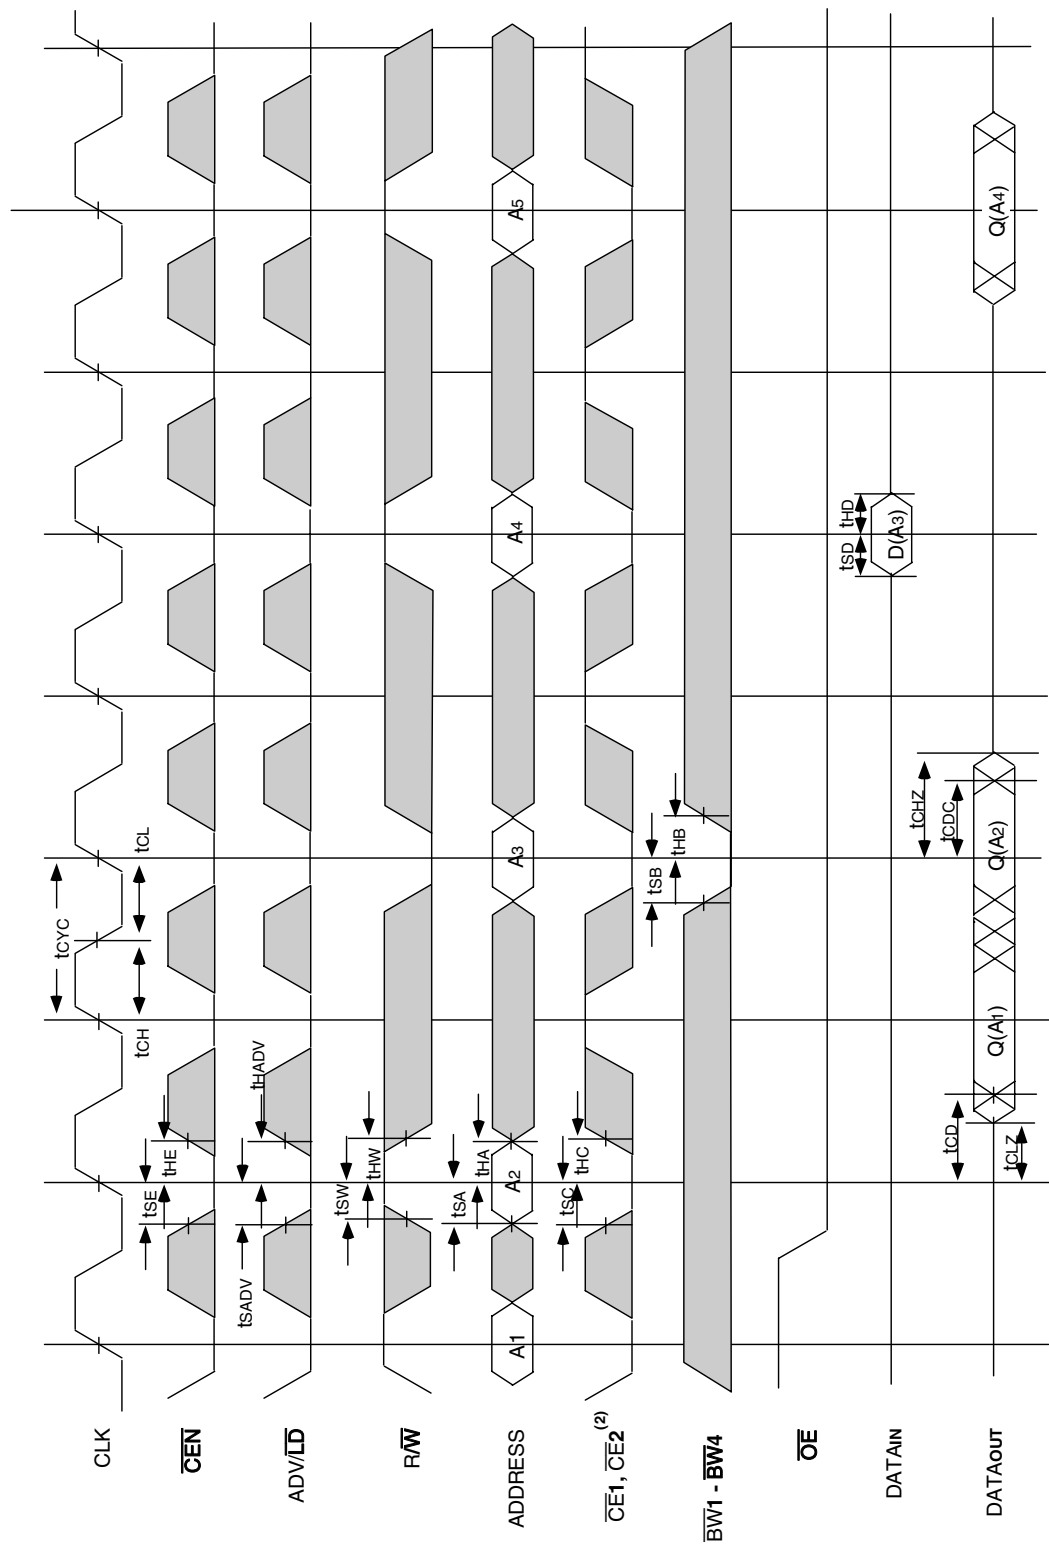 CLK
tCYC
tCH
tCL
CEN
tSE
tHE
ADV/LD
tSADV
tHADV
R/W
tSW
tHW
ADDRESS
A1
A2
A3
A4
A5
tSA
tHA
CE1, CE2 (2)
tSC
tHC
BW1 - BW4
tSB
tHB
OE
DATAIN
D(A3)
tSD
tHD
DATAOUT
Q(A1)
Q(A2)
Q(A4)
tCD
tCLZ
tCHZ
tCDC